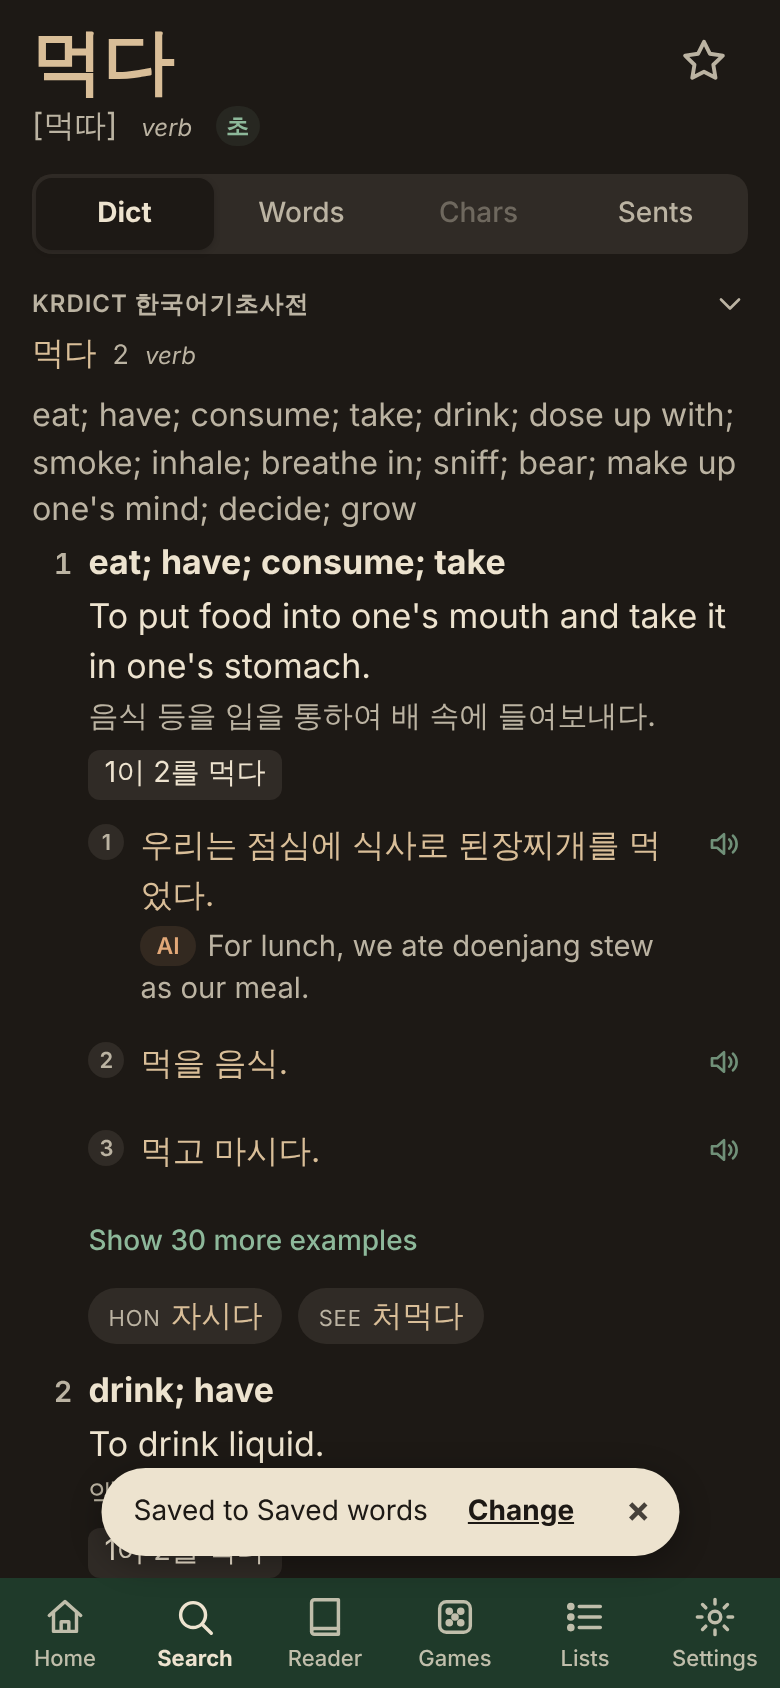 먹다
[먹따] verb 초
Dict Words Chars Sents
KRDICT 한국어기초사전
먹다 2 verb
eat; have; consume; take; drink; dose up with;
smoke; inhale; breathe in; sniff; bear; make up
one's mind; decide; grow
1 eat; have; consume; take
To put food into one's mouth and take it
in one's stomach.
음식 등을 입을 통하여 배 속에 들여보내다.
1이 2를 먹다
1 우리는 점심에 식사로 된장찌개를 먹
었다.
AI For lunch, we ate doenjang stew
as our meal.
2 먹을 음식.
3 먹고 마시다.
Show 30 more examples
HON 자시다 SEE 처먹다
2 drink; have
To drink liquid.
Saved to Saved words Change ×
Home Search Reader Games Lists Settings